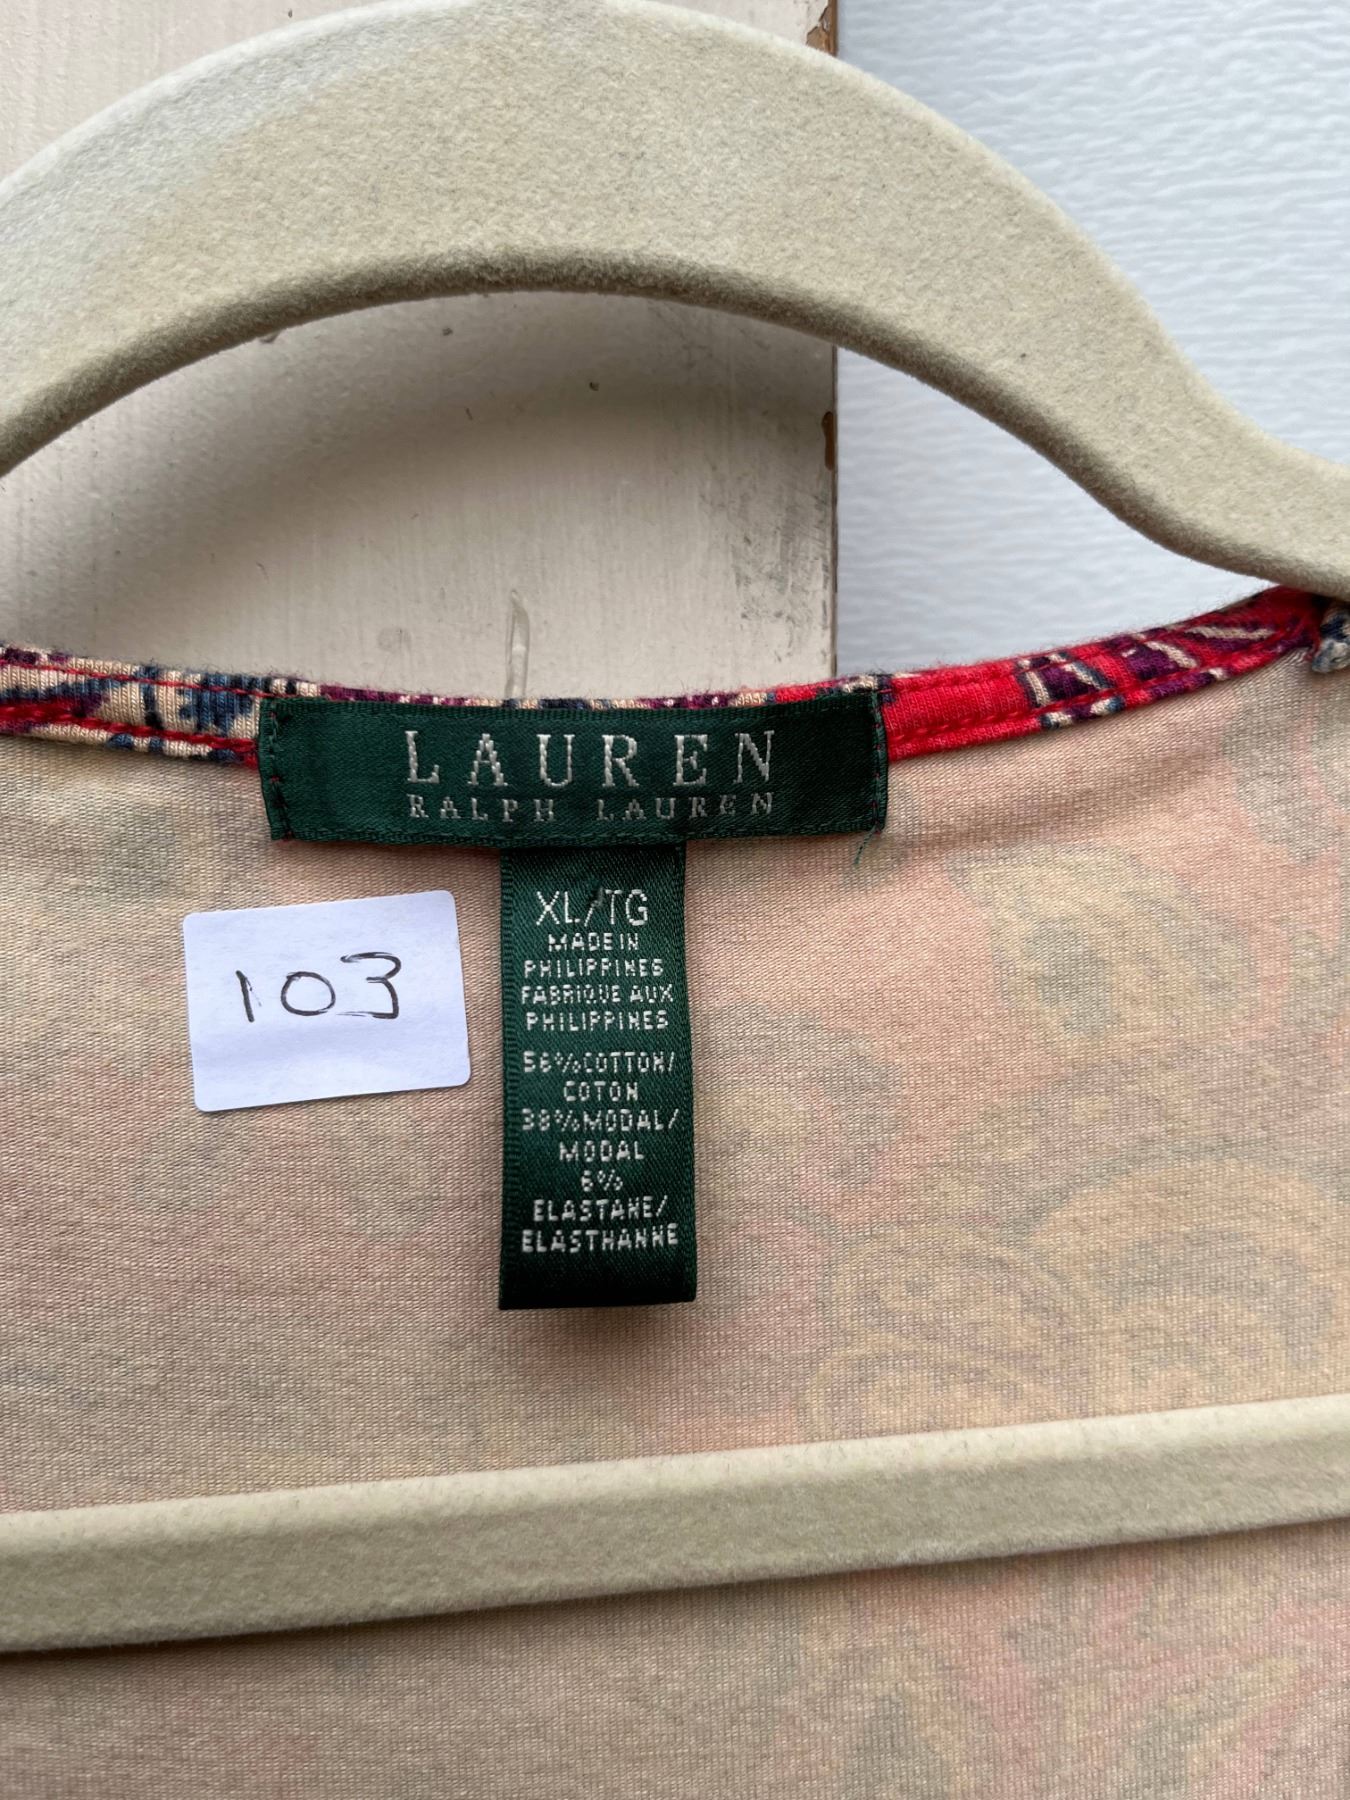 LAUREN
RALPH LAUREN
XL/TG
MADE IN
PHILIPPINES
FABRIQUE AUX
PHILIPPINES
56%COTTON/
COTON
38%MODAL/
MODAL
6%
ELASTANE/
ELASTHANNE
103